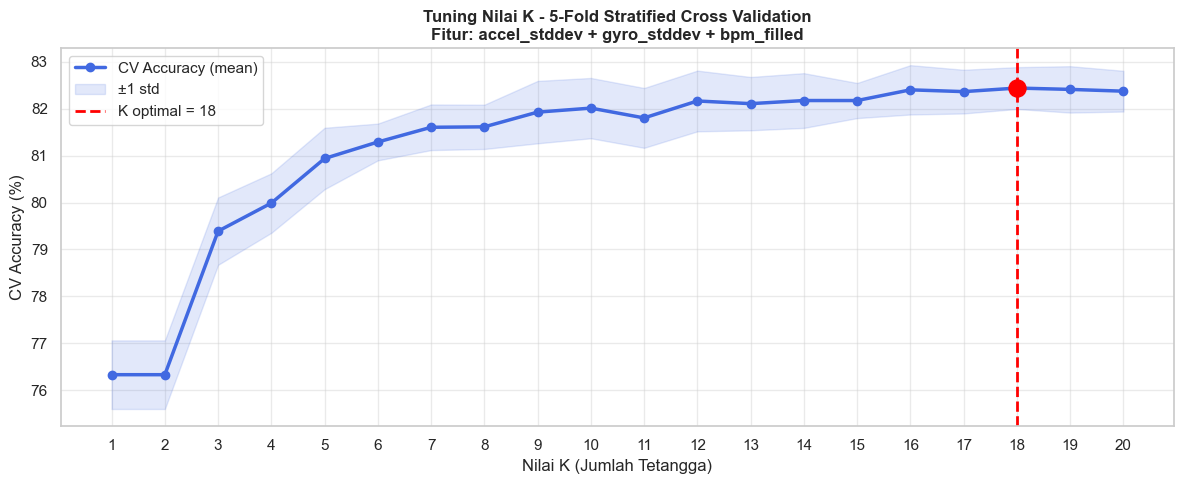 Tuning Nilai K - 5-Fold Stratified Cross Validation
Fitur: accel_stddev + gyro_stddev + bpm_filled
CV Accuracy (mean)
±1 std
K optimal = 18
CV Accuracy (%)
83
82
81
80
79
78
77
76
1 2 3 4 5 6 7 8 9 10 11 12 13 14 15 16 17 18 19 20
Nilai K (Jumlah Tetangga)